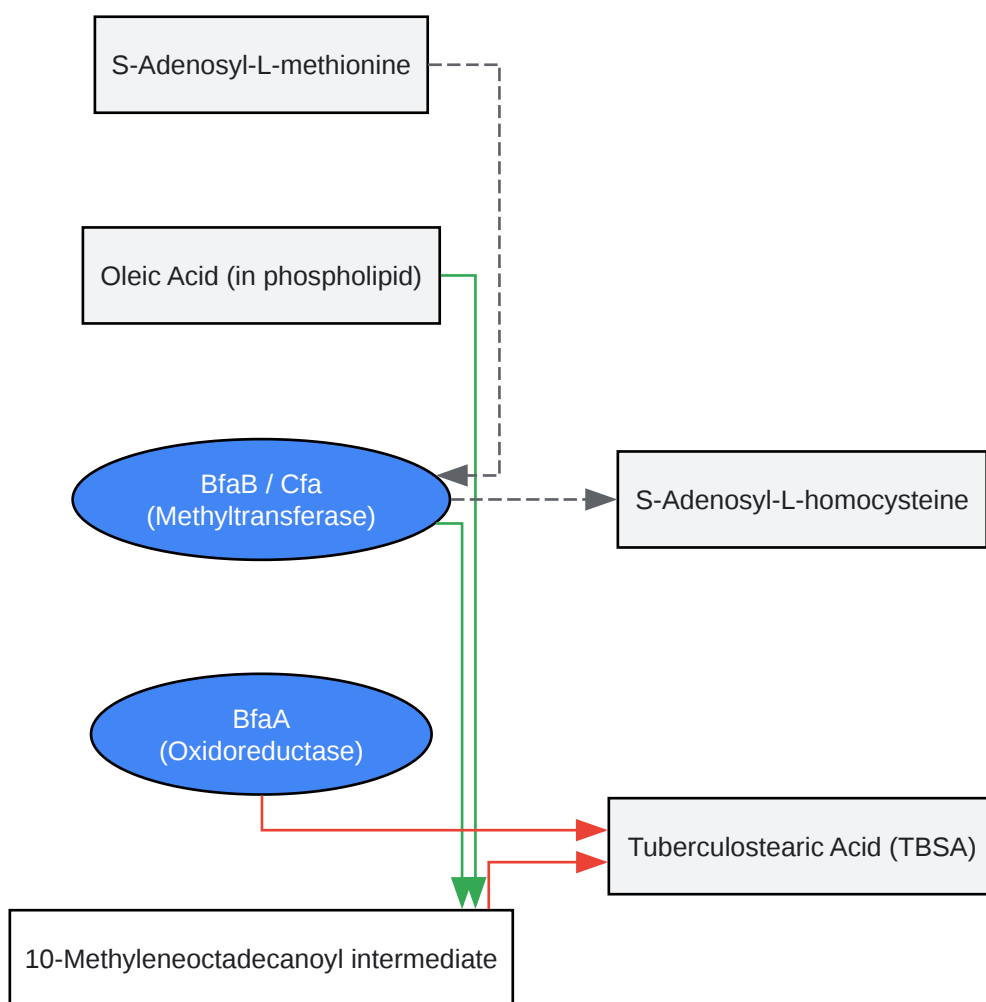 S-Adenosyl-L-methionine
Oleic Acid (in phospholipid)
BfaB / Cfa
(Methyltransferase)
S-Adenosyl-L-homocysteine
BfaA
(Oxidoreductase)
Tuberculostearic Acid (TBSA)
10-Methyleneoctadecanoyl intermediate